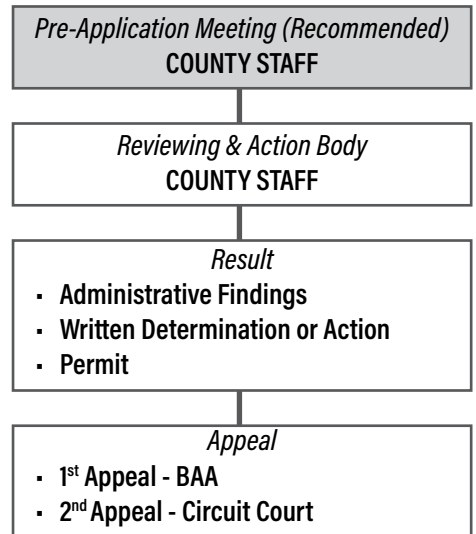 Pre-Application Meeting (Recommended)
COUNTY STAFF
Reviewing & Action Body
COUNTY STAFF
Result
▪ Administrative Findings
▪ Written Determination or Action
▪ Permit
Appeal
▪ 1st Appeal - BAA
▪ 2nd Appeal - Circuit Court